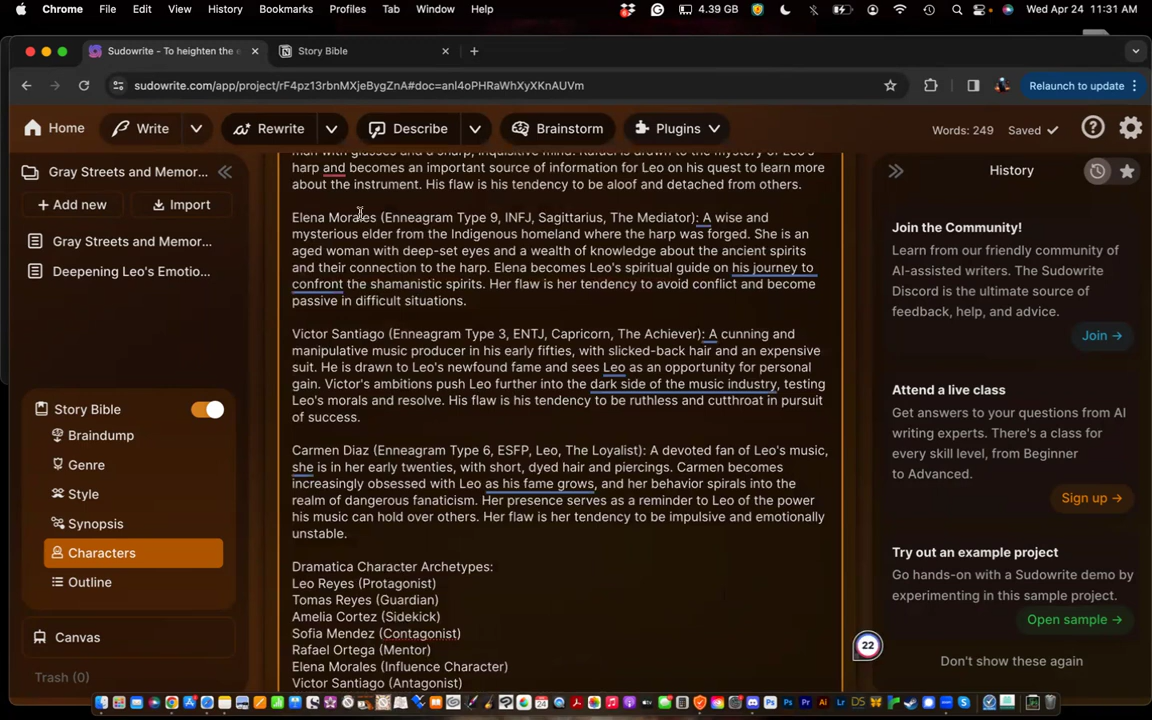 Chrome File Edit View History Bookmarks Profiles Tab Window Help 4.39 GB Wed Apr 24 11:31 AM
Sudowrite - To heighten the e
Story Bible
sudowrite.com/app/project/rF4pz13rbnMXjeBygZnA#doc=anl4oPHRaWhXyXKnAUVm
Relaunch to update
Home
Write
Rewrite
Describe
Brainstorm
Plugins
Words: 249
Saved
Gray Streets and Memor...
+ Add new
Import
Gray Streets and Memor...
Deepening Leo's Emotio...
Story Bible
Braindump
Genre
Style
Synopsis
Characters
Outline
Canvas
Trash (0)
man with glasses and a sharp, inquisitive mind. Rafael is drawn to the mystery of Leo's
harp and becomes an important source of information for Leo on his quest to learn more
about the instrument. His flaw is his tendency to be aloof and detached from others.
Elena Morales (Enneagram Type 9, INFJ, Sagittarius, The Mediator): A wise and
mysterious elder from the Indigenous homeland where the harp was forged. She is an
aged woman with deep-set eyes and a wealth of knowledge about the ancient spirits
and their connection to the harp. Elena becomes Leo's spiritual guide on his journey to
confront the shamanistic spirits. Her flaw is her tendency to avoid conflict and become
passive in difficult situations.
Victor Santiago (Enneagram Type 3, ENTJ, Capricorn, The Achiever): A cunning and
manipulative music producer in his early fifties, with slicked-back hair and an expensive
suit. He is drawn to Leo's newfound fame and sees Leo as an opportunity for personal
gain. Victor's ambitions push Leo further into the dark side of the music industry, testing
Leo's morals and resolve. His flaw is his tendency to be ruthless and cutthroat in pursuit
of success.
Carmen Diaz (Enneagram Type 6, ESFP, Leo, The Loyalist): A devoted fan of Leo's music,
she is in her early twenties, with short, dyed hair and piercings. Carmen becomes
increasingly obsessed with Leo as his fame grows, and her behavior spirals into the
realm of dangerous fanaticism. Her presence serves as a reminder to Leo of the power
his music can hold over others. Her flaw is her tendency to be impulsive and emotionally
unstable.
Dramatica Character Archetypes:
Leo Reyes (Protagonist)
Tomas Reyes (Guardian)
Amelia Cortez (Sidekick)
Sofia Mendez (Contagonist)
Rafael Ortega (Mentor)
Elena Morales (Influence Character)
Victor Santiago (Antagonist)
22
History
Join the Community!
Learn from our friendly community of
AI-assisted writers. The Sudowrite
Discord is the ultimate source of
feedback, help, and advice.
Join →
Attend a live class
Get answers to your questions from AI
writing experts. There's a class for
every skill level, from Beginner
to Advanced.
Sign up →
Try out an example project
Go hands-on with a Sudowrite demo by
experimenting in this sample project.
Open sample →
Don't show these again